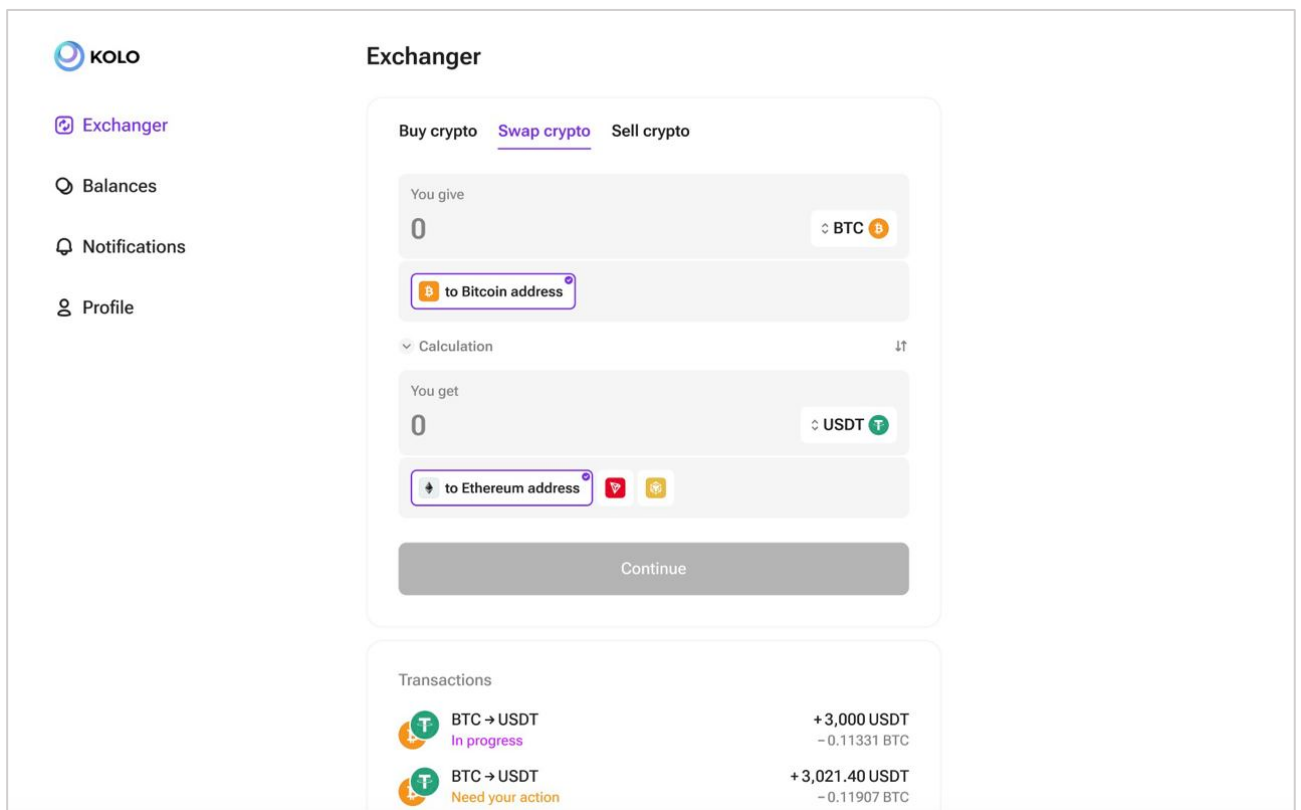 KOLO
Exchanger
Balances
Notifications
Profile
Exchanger
Buy crypto Swap crypto Sell crypto
You give
0 BTC
to Bitcoin address
Calculation
You get
0 USDT
to Ethereum address
Continue
Transactions
BTC → USDT +3,000 USDT
In progress −0.11331 BTC
BTC → USDT +3,021.40 USDT
Need your action −0.11907 BTC